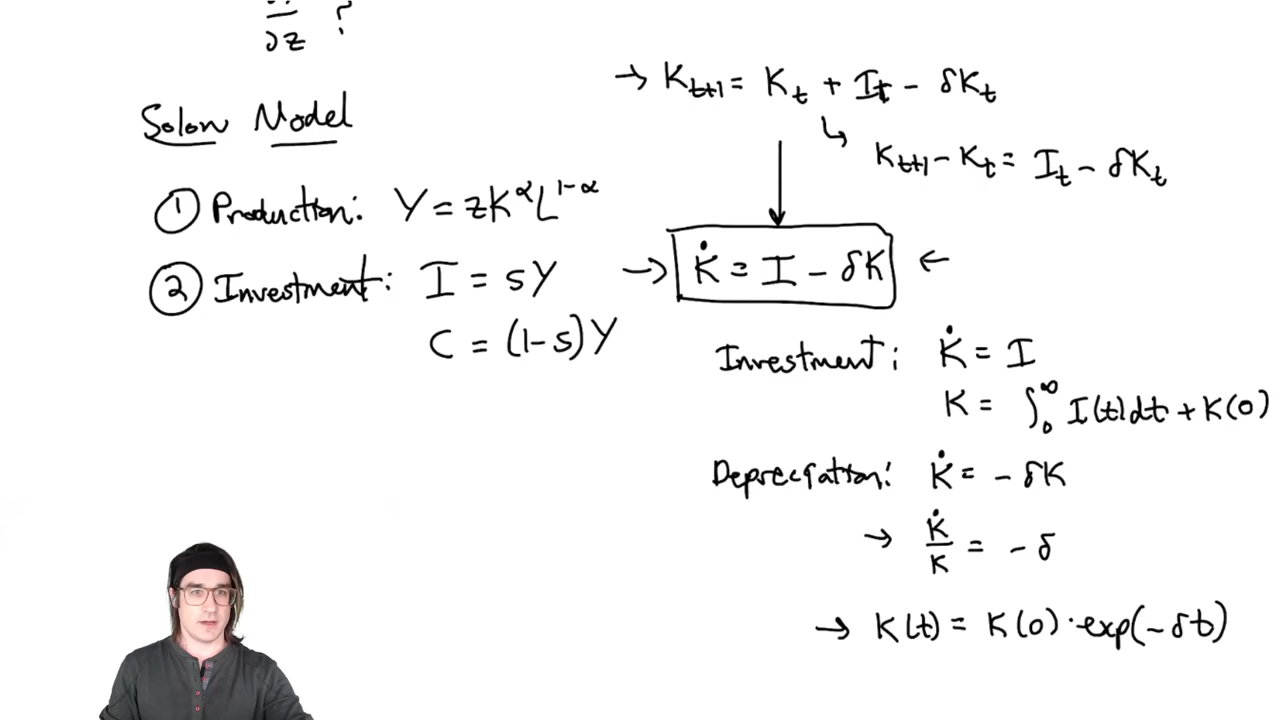 ∂z ?
Solow Model
① Production: Y = zK^α L^{1-α}
② Investment: I = sY
C = (1-s)Y
→ K_{t+1} = K_t + I_t - δK_t
↳ K_{t+1} - K_t = I_t - δK_t
→ K̇ = I - δK ←
Investment: K̇ = I
K = ∫_0^∞ I(t)dt + K(0)
Depreciation: K̇ = - δK
→ K̇/K = - δ
→ K(t) = K(0)·exp(-δt)